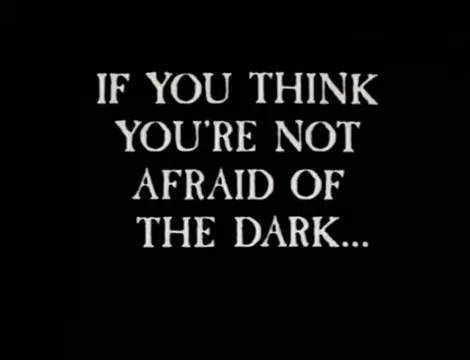 IF YOU THINK
YOU'RE NOT
AFRAID OF
THE DARK...